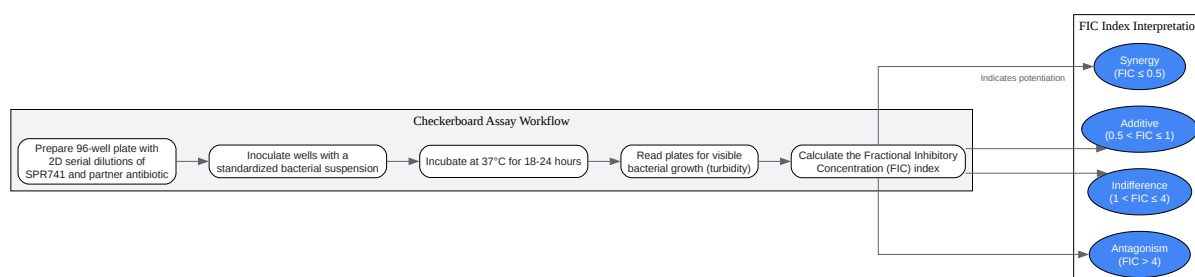 Checkerboard Assay Workflow
Prepare 96-well plate with
2D serial dilutions of
SPR741 and partner antibiotic
Inoculate wells with a
standardized bacterial suspension
Incubate at 37°C for 18-24 hours
Read plates for visible
bacterial growth (turbidity)
Calculate the Fractional Inhibitory
Concentration (FIC) index
Indicates potentiation
FIC Index Interpretatio
Synergy
(FIC ≤ 0.5)
Additive
(0.5 < FIC ≤ 1)
Indifference
(1 < FIC ≤ 4)
Antagonism
(FIC > 4)